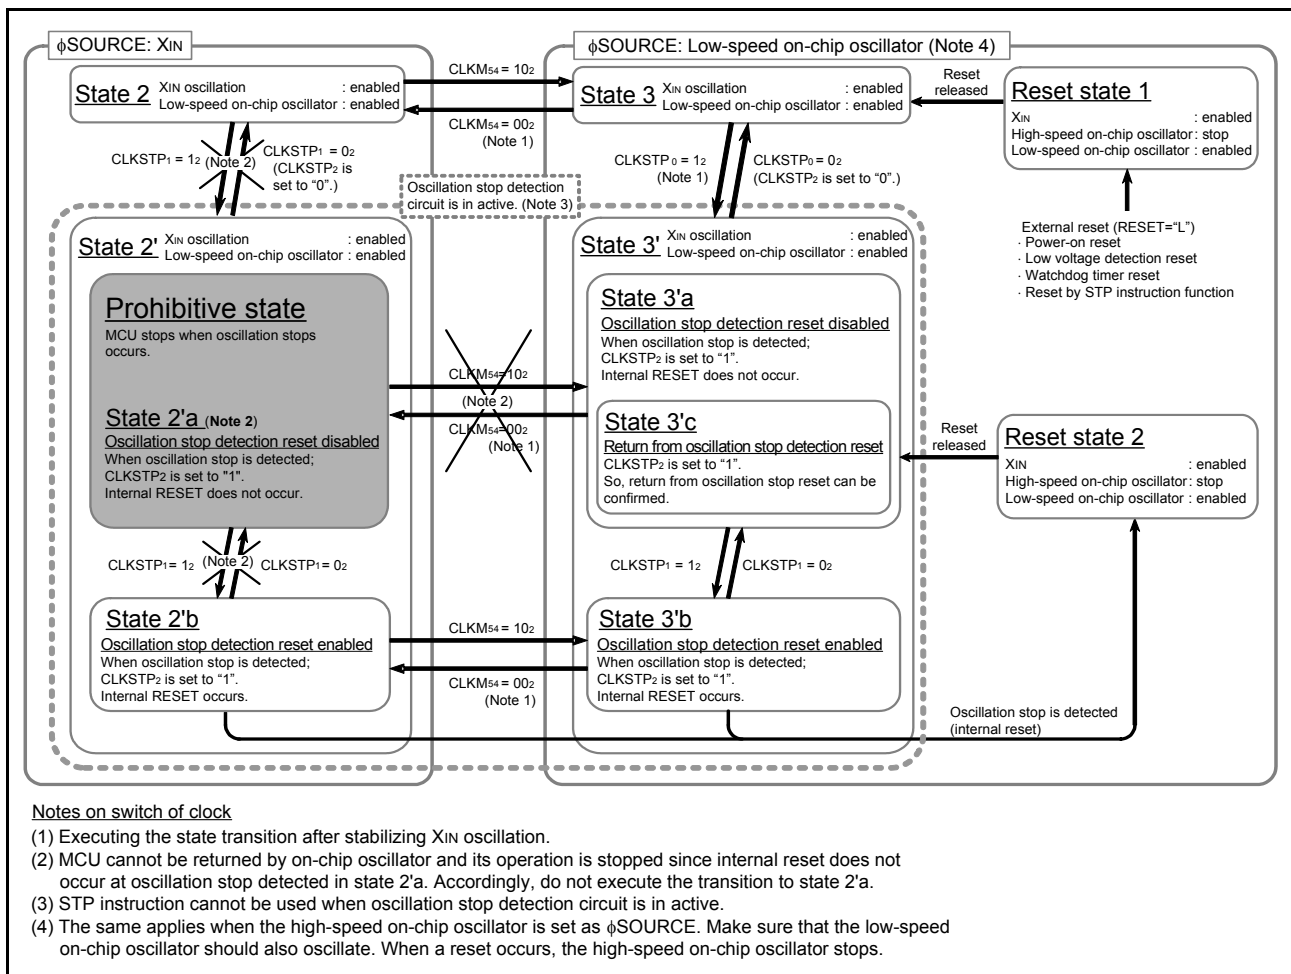 ϕSOURCE: XIN
ϕSOURCE: Low-speed on-chip oscillator (Note 4)
State 2
XIN oscillation : enabled
Low-speed on-chip oscillator : enabled
CLKM54 = 102
CLKM54 = 002
(Note 1)
State 3
XIN oscillation : enabled
Low-speed on-chip oscillator : enabled
Reset
released
Reset state 1
XIN : enabled
High-speed on-chip oscillator: stop
Low-speed on-chip oscillator : enabled
CLKSTP1 = 12
(Note 2)
CLKSTP1 = 02
(CLKSTP2 is
set to “0”.)
CLKSTP0 = 12
(Note 1)
CLKSTP0 = 02
(CLKSTP2 is set to “0”.)
Oscillation stop detection
circuit is in active. (Note 3)
External reset (RESET=“L”)
· Power-on reset
· Low voltage detection reset
· Watchdog timer reset
· Reset by STP instruction function
State 2'
XIN oscillation : enabled
Low-speed on-chip oscillator : enabled
State 3'
XIN oscillation : enabled
Low-speed on-chip oscillator : enabled
Prohibitive state
MCU stops when oscillation stops
occurs.
State 2'a (Note 2)
Oscillation stop detection reset disabled
When oscillation stop is detected;
CLKSTP2 is set to "1".
Internal RESET does not occur.
CLKM54=102
(Note 2)
CLKM54=002
(Note 1)
State 3'a
Oscillation stop detection reset disabled
When oscillation stop is detected;
CLKSTP2 is set to “1”.
Internal RESET does not occur.
State 3'c
Return from oscillation stop detection reset
CLKSTP2 is set to “1”.
So, return from oscillation stop reset can be
confirmed.
Reset
released
Reset state 2
XIN : enabled
High-speed on-chip oscillator: stop
Low-speed on-chip oscillator : enabled
CLKSTP1 = 12
(Note 2)
CLKSTP1 = 02
CLKSTP1 = 12
CLKSTP1 = 02
State 2'b
Oscillation stop detection reset enabled
When oscillation stop is detected;
CLKSTP2 is set to “1”.
Internal RESET occurs.
CLKM54 = 102
CLKM54 = 002
(Note 1)
State 3'b
Oscillation stop detection reset enabled
When oscillation stop is detected;
CLKSTP2 is set to “1”.
Internal RESET occurs.
Oscillation stop is detected
(internal reset)
Notes on switch of clock
(1) Executing the state transition after stabilizing XIN oscillation.
(2) MCU cannot be returned by on-chip oscillator and its operation is stopped since internal reset does not
occur at oscillation stop detected in state 2'a. Accordingly, do not execute the transition to state 2'a.
(3) STP instruction cannot be used when oscillation stop detection circuit is in active.
(4) The same applies when the high-speed on-chip oscillator is set as ϕSOURCE. Make sure that the low-speed
on-chip oscillator should also oscillate. When a reset occurs, the high-speed on-chip oscillator stops.